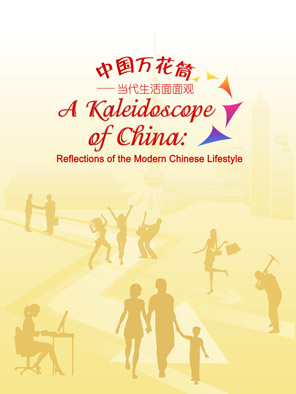 中国万花筒
——当代生活面面观
A Kaleidoscope
of China:
Reflections of the Modern Chinese Lifestyle